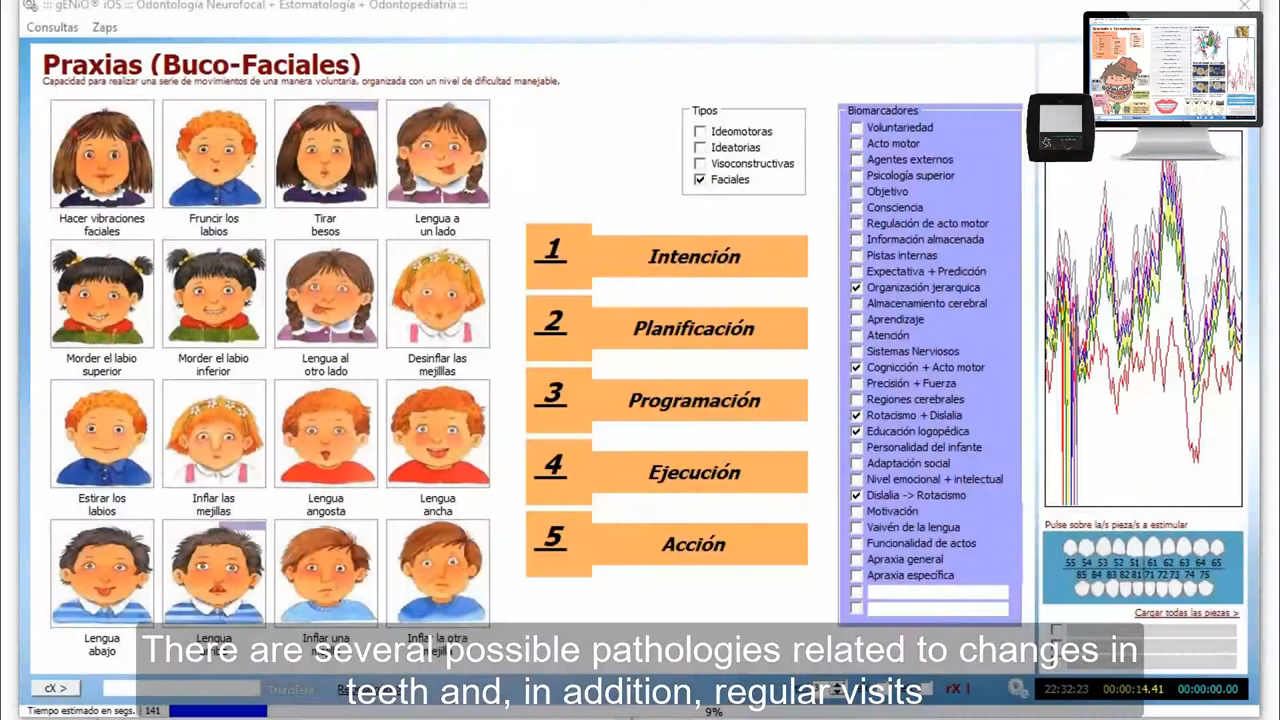 ::: gENiO ² iOS ::: Odontología Neurofocal + Estomatología + Odontopediatría :::
Consultas Zaps
Praxias (Buco-Faciales)
Capacidad para realizar una serie de movimientos de una manera voluntaria, organizada con un nivel
manejable.
Hacer vibraciones
faciales
Fruncir los
labios
Tirar
besos
Lengua a
un lado
Morder el labio
superior
Morder el labio
inferior
Lengua al
otro lado
Desinflar las
mejilllas
Estirar los
labios
Inflar las
mejillas
Lengua
angosta
Lengua
ancha
Lengua
abajo
Lengua
Inflar una
Inflar la otra
1 Intención
2 Planificación
3 Programación
4 Ejecución
5 Acción
Tipos
Ideomotoras
Ideatorias
Visoconstructivas
Faciales
Biomarcadores
Voluntariedad
Acto motor
Agentes externos
Psicología superior
Objetivo
Consciencia
Regulación de acto motor
Información almacenada
Pistas internas
Expectativa + Predicción
Organización jerarquica
Almacenamiento cerebral
Aprendizaje
Atención
Sistemas Nerviosos
Cognicción + Acto motor
Precisión + Fuerza
Regiones cerebrales
Rotacismo + Dislalia
Educación logopédica
Personalidad del infante
Adaptación social
Nivel emocional + intelectual
Dislalia -> Rotacismo
Motivación
Vaivén de la lengua
Funcionalidad de actos
Apraxia general
Apraxia específica
Pulse sobre la/s pieza/s a estimular
55 54 53 52 51 61 62 63 64 65
85 84 83 82 81 71 72 73 74 75
Cargar todas las piezas >
There are several possible pathologies related to changes in
teeth and, in addition, regular visits
cX >
Transferir
rX |
22:32:23 00:00:14.41 00:00:00.00
Tiempo estimado en segs. 141
9%